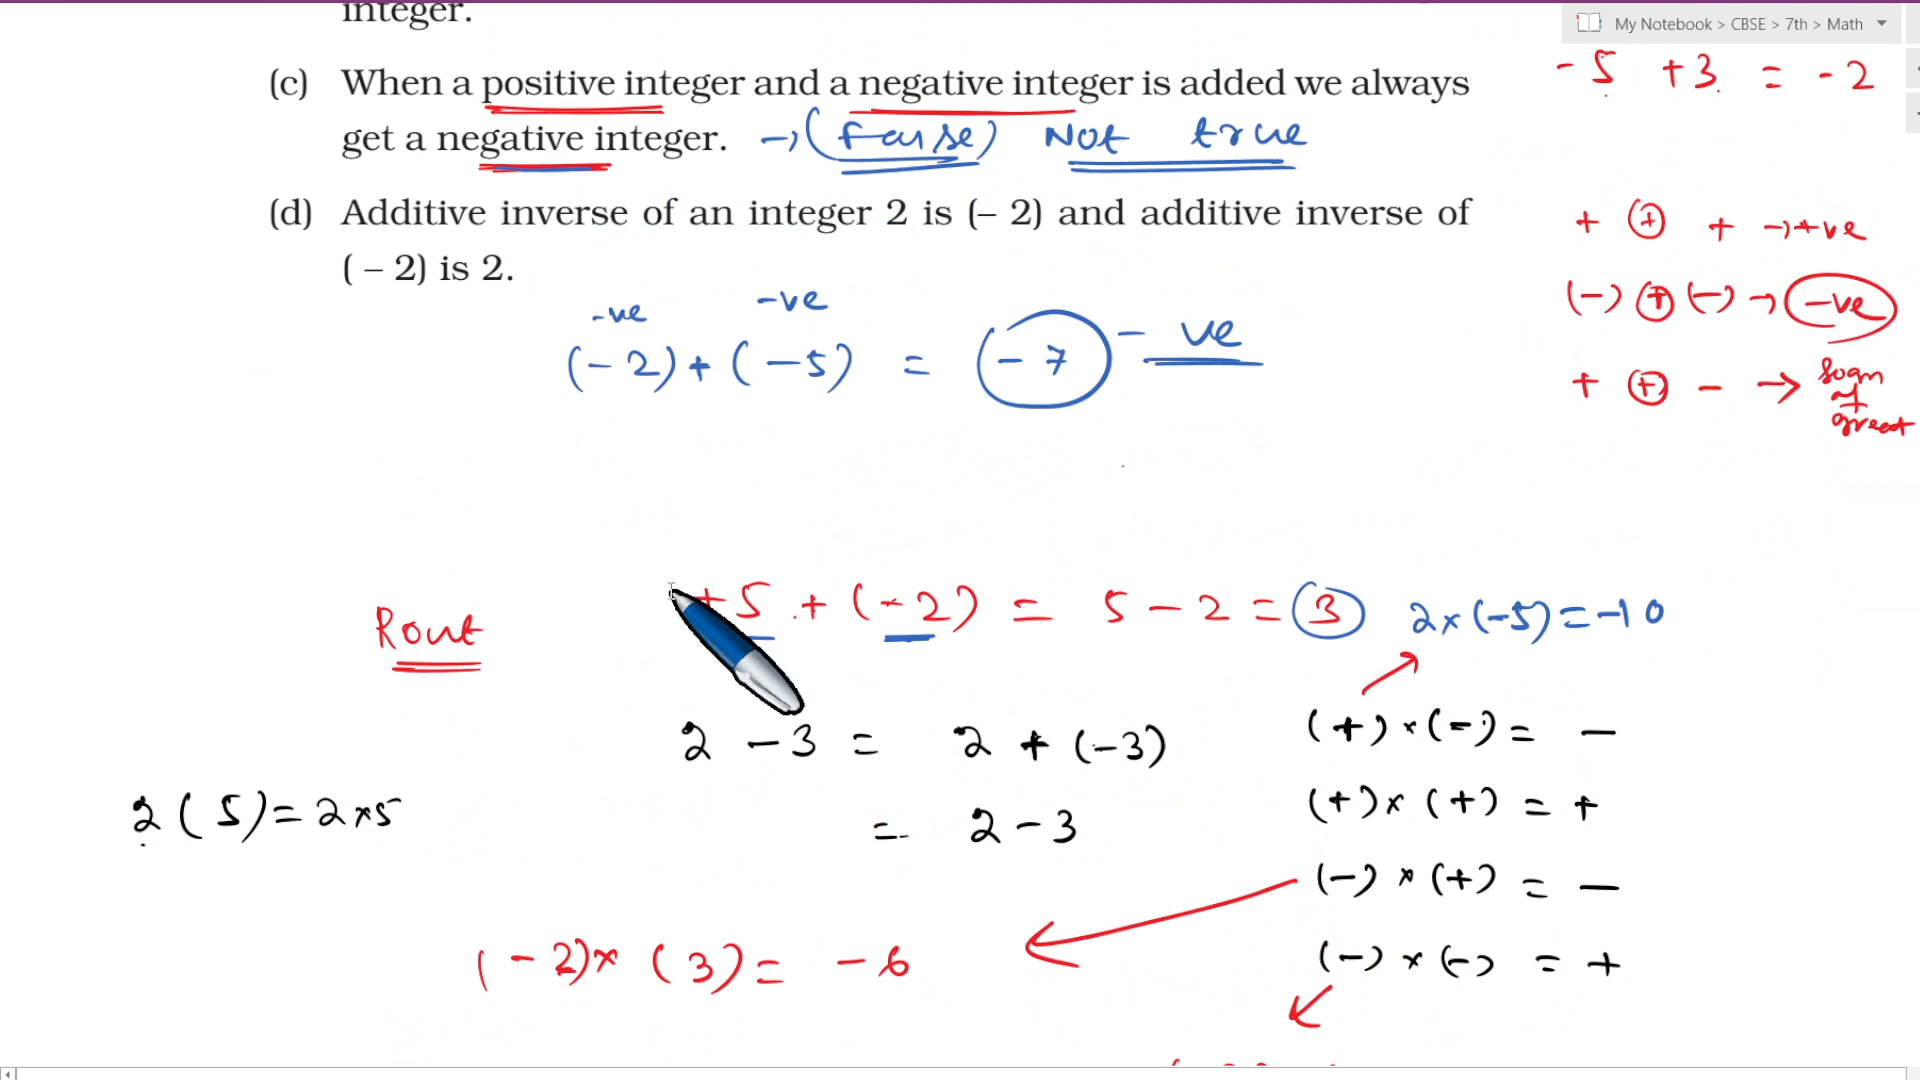 integer.
My Notebook > CBSE > 7th > Math
(c) When a positive integer and a negative integer is added we always
get a negative integer. → (False) Not true
- 5 + 3 = - 2
(d) Additive inverse of an integer 2 is (– 2) and additive inverse of
( – 2) is 2.
+ (+) + → +ve
(-) (+) (-) → -ve
+ (+) - → Sign of great
-ve -ve
(-2) + (-5) = (-7) - ve
Rout
+5 + (-2) = 5 - 2 = 3
2 × (-5) = -10
2 - 3 = 2 + (-3)
= 2 - 3
2 ( 5) = 2 × 5
(+) × (-) = -
(+) × (+) = +
(-) × (+) = -
(-) × (-) = +
(-2) × (3) = - 6